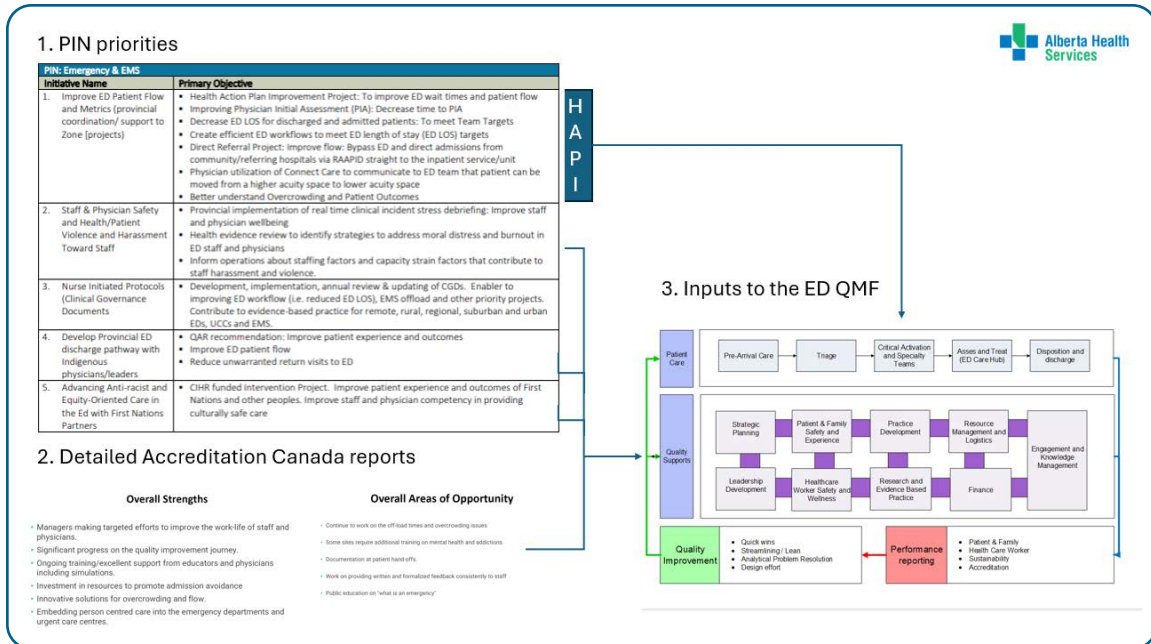 1. PIN priorities
Alberta Health
Services
PIN: Emergency & EMS
Initiative Name
Primary Objective
1. Improve ED Patient Flow
and Metrics (provincial
coordination/ support to
Zone [projects)
• Health Action Plan Improvement Project: To improve ED wait times and patient flow
• Improving Physician Initial Assessment (PIA): Decrease time to PIA
• Decrease ED LOS for discharged and admitted patients: To meet Team Targets
• Create efficient ED workflows to meet ED length of stay (ED LOS) targets
• Direct Referral Project: Improve flow: Bypass ED and direct admissions from
community/referring hospitals via RAAPID straight to the inpatient service/unit
• Physician utilization of Connect Care to communicate to ED team that patient can be
moved from a higher acuity space to lower acuity space
• Better understand Overcrowding and Patient Outcomes
2. Staff & Physician Safety
and Health/Patient
Violence and Harassment
Toward Staff
• Provincial implementation of real time clinical incident stress debriefing: Improve staff
and physician wellbeing
• Health evidence review to identify strategies to address moral distress and burnout in
ED staff and physicians
• Inform operations about staffing factors and capacity strain factors that contribute to
staff harassment and violence.
3. Nurse Initiated Protocols
(Clinical Governance
Documents)
• Development, implementation, annual review & updating of CGDs. Enabler to
improving ED workflow (i.e. reduced ED LOS), EMS offload and other priority projects.
Contribute to evidence-based practice for remote, rural, regional, suburban and urban
EDs, UCCs and EMS.
4. Develop Provincial ED
discharge pathway with
Indigenous
physicians/leaders
• QAR recommendation: Improve patient experience and outcomes
• Improve ED patient flow
• Reduce unwarranted return visits to ED
5. Advancing Anti-racist and
Equity-Oriented Care in
the Ed with First Nations
Partners
• CIHR funded Intervention Project. Improve patient experience and outcomes of First
Nations and other peoples. Improve staff and physician competency in providing
culturally safe care
H
A
P
I
2. Detailed Accreditation Canada reports
Overall Strengths
• Managers making targeted efforts to improve the work-life of staff and
physicians.
• Significant progress on the quality improvement journey.
• Ongoing training/excellent support from educators and physicians
including simulations.
• Investment in resources to promote admission avoidance
• Innovative solutions for overcrowding and flow.
• Embedding person centred care into the emergency departments and
urgent care centres.
Overall Areas of Opportunity
• Continue to work on the off-load times and overcrowding issues
• Some sites require additional training on mental health and addictions
• Documentation at patient hand offs.
• Work on providing written and formalized feedback consistently to staff
• Public education on "what is an emergency"
3. Inputs to the ED QMF
Patient
Care
Pre-Arrival Care
Triage
Critical Activation
and Specialty
Teams
Asses and Treat
(ED Care Hub)
Disposition and
discharge
Quality
Supports
Strategic
Planning
Patient & Family
Safety and
Experience
Practice
Development
Resource
Management and
Logistics
Engagement and
Knowledge
Management
Leadership
Development
Healthcare
Worker Safety and
Wellness
Research and
Evidence Based
Practice
Finance
Quality
Improvement
• Quick wins
• Streamlining / Lean
• Analytical Problem Resolution
• Design effort
Performance
reporting
• Patient & Family
• Health Care Worker
• Sustainability
• Accreditation